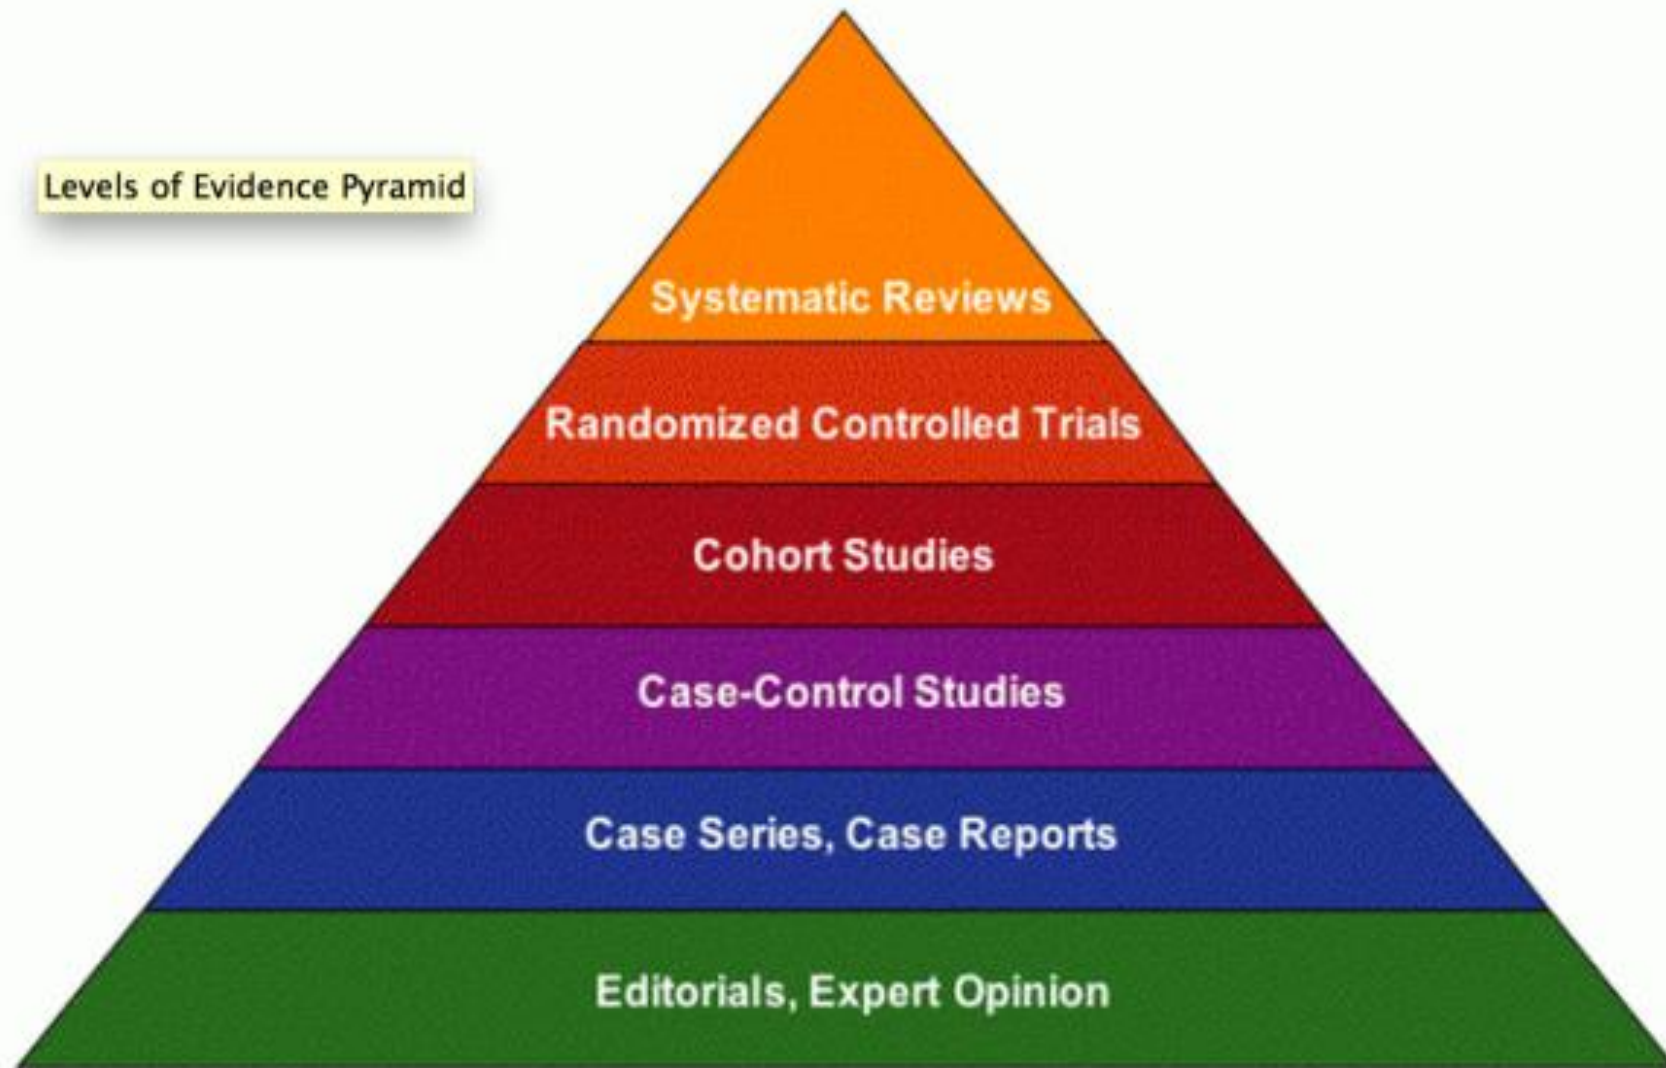 Levels of Evidence Pyramid
Systematic Reviews
Randomized Controlled Trials
Cohort Studies
Case-Control Studies
Case Series, Case Reports
Editorials, Expert Opinion